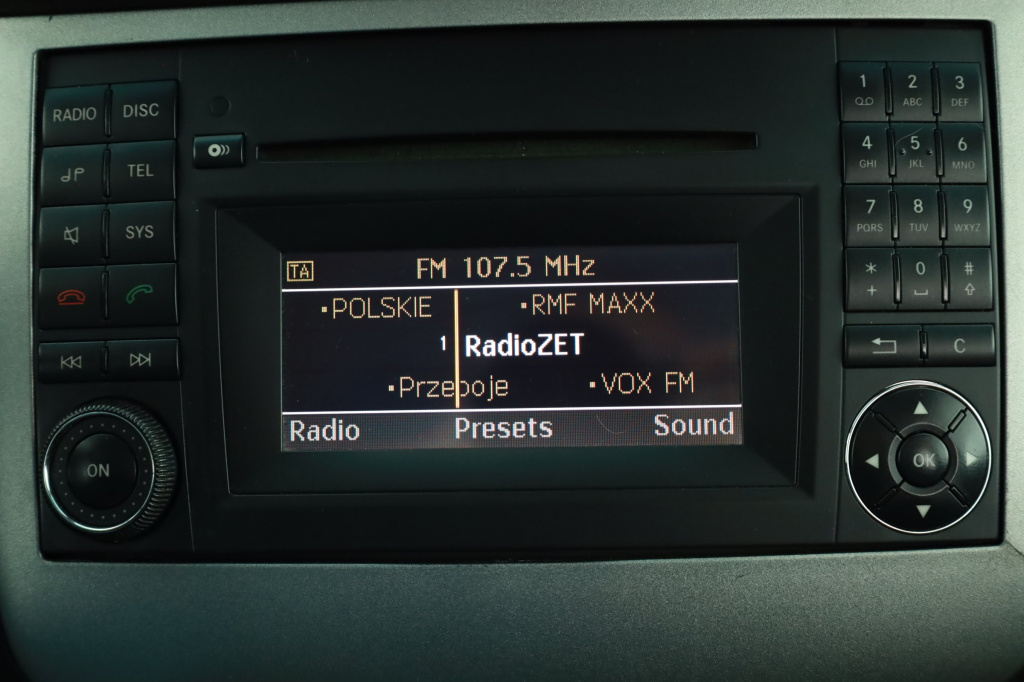 RADIO DISC
TEL
SYS
ON
TA FM 107.5 MHz
POLSKIE RMF MAXX
1 RadioZET
Przeboje VOX FM
Radio Presets Sound
1 2 ABC 3 DEF
4 GHI 5 JKL 6 MNO
7 PQRS 8 TUV 9 WXYZ
* + 0 #
C
OK